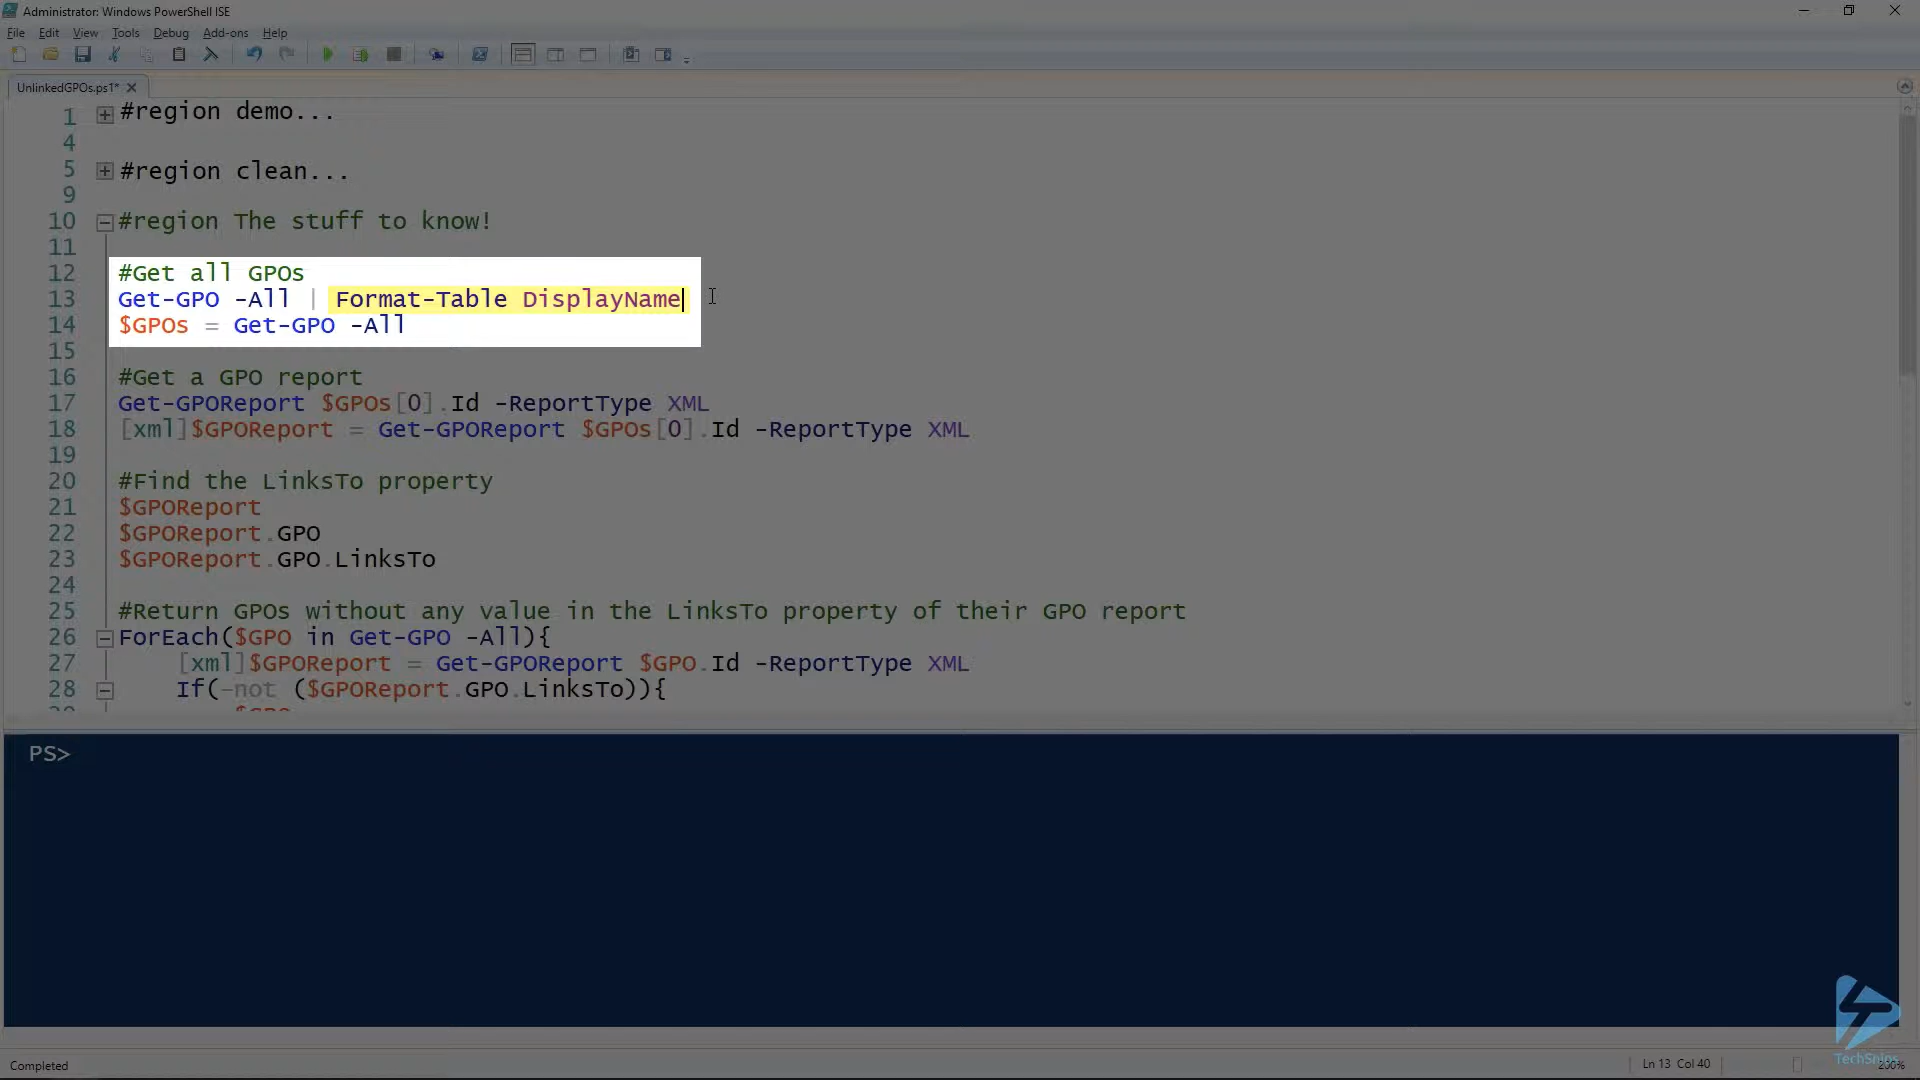 Administrator: Windows PowerShell ISE
File Edit View Tools Debug Add-ons Help
UnlinkedGPOs.ps1*
1 #region demo...
4
5 #region clean...
9
10 #region The stuff to know!
11
12 #Get all GPOs
13 Get-GPO -All | Format-Table DisplayName
14 $GPOs = Get-GPO -All
15
16 #Get a GPO report
17 Get-GPOReport $GPOs[0].Id -ReportType XML
18 [xml]$GPOReport = Get-GPOReport $GPOs[0].Id -ReportType XML
19
20 #Find the LinksTo property
21 $GPOReport
22 $GPOReport.GPO
23 $GPOReport.GPO.LinksTo
24
25 #Return GPOs without any value in the LinksTo property of their GPO report
26 ForEach($GPO in Get-GPO -All){
27 [xml]$GPOReport = Get-GPOReport $GPO.Id -ReportType XML
28 If(-not ($GPOReport.GPO.LinksTo)){
PS>
Completed
Ln 13 Col 40
TechSnips
200%